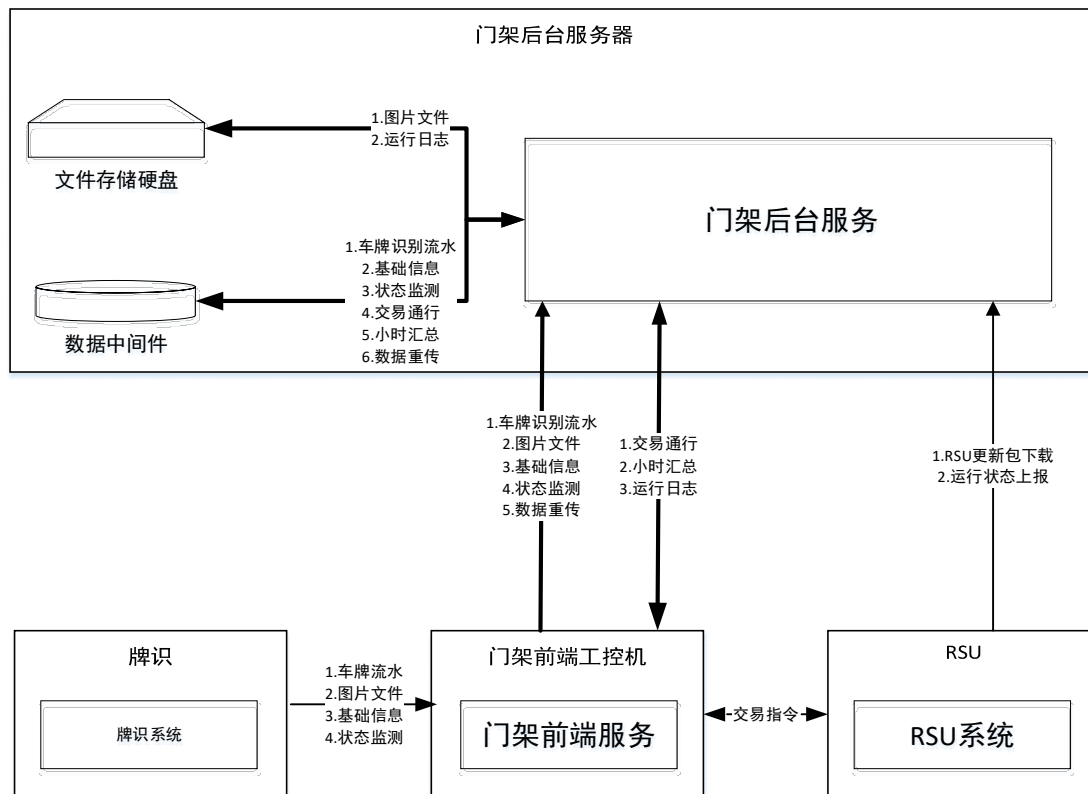 门架后台服务器
1.图片文件
2.运行日志
文件存储硬盘
门架后台服务
1.车牌识别流水
2.基础信息
3.状态监测
4.交易通行
5.小时汇总
6.数据重传
数据中间件
1.车牌识别流水
2.图片文件
3.基础信息
4.状态监测
5.数据重传
1.交易通行
2.小时汇总
3.运行日志
1.RSU更新包下载
2.运行状态上报
牌识
牌识系统
1.车牌流水
2.图片文件
3.基础信息
4.状态监测
门架前端工控机
门架前端服务
交易指令
RSU
RSU系统